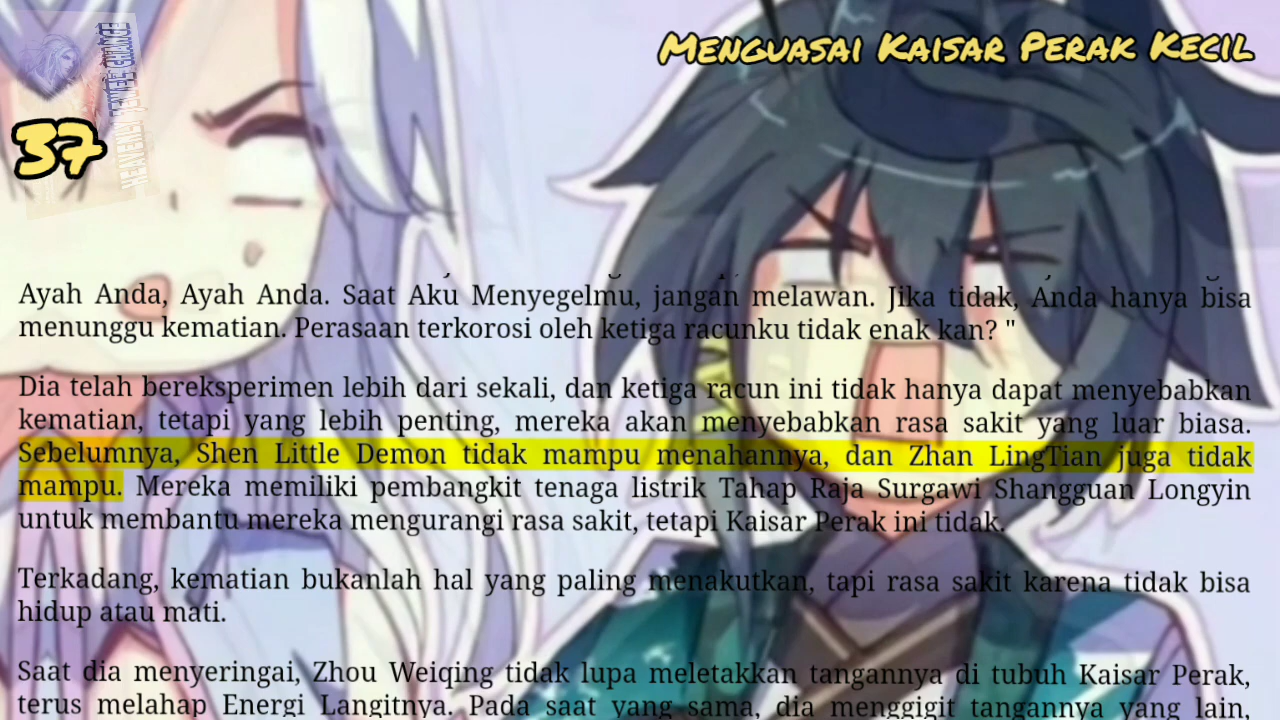 Menguasai Kaisar Perak Kecil
37
HEAVENLY JEWEL CHANGE
Ayah Anda, Ayah Anda. Saat Aku Menyegelmu, jangan melawan. Jika tidak, Anda hanya bisa
menunggu kematian. Perasaan terkorosi oleh ketiga racunku tidak enak kan? "
Dia telah bereksperimen lebih dari sekali, dan ketiga racun ini tidak hanya dapat menyebabkan
kematian, tetapi yang lebih penting, mereka akan menyebabkan rasa sakit yang luar biasa.
Sebelumnya, Shen Little Demon tidak mampu menahannya, dan Zhan LingTian juga tidak
mampu. Mereka memiliki pembangkit tenaga listrik Tahap Raja Surgawi Shangguan Longyin
untuk membantu mereka mengurangi rasa sakit, tetapi Kaisar Perak ini tidak.
Terkadang, kematian bukanlah hal yang paling menakutkan, tapi rasa sakit karena tidak bisa
hidup atau mati.
Saat dia menyeringai, Zhou Weiqing tidak lupa meletakkan tangannya di tubuh Kaisar Perak,
terus melahap Energi Langitnya. Pada saat yang sama, dia menggigit tangannya yang lain,